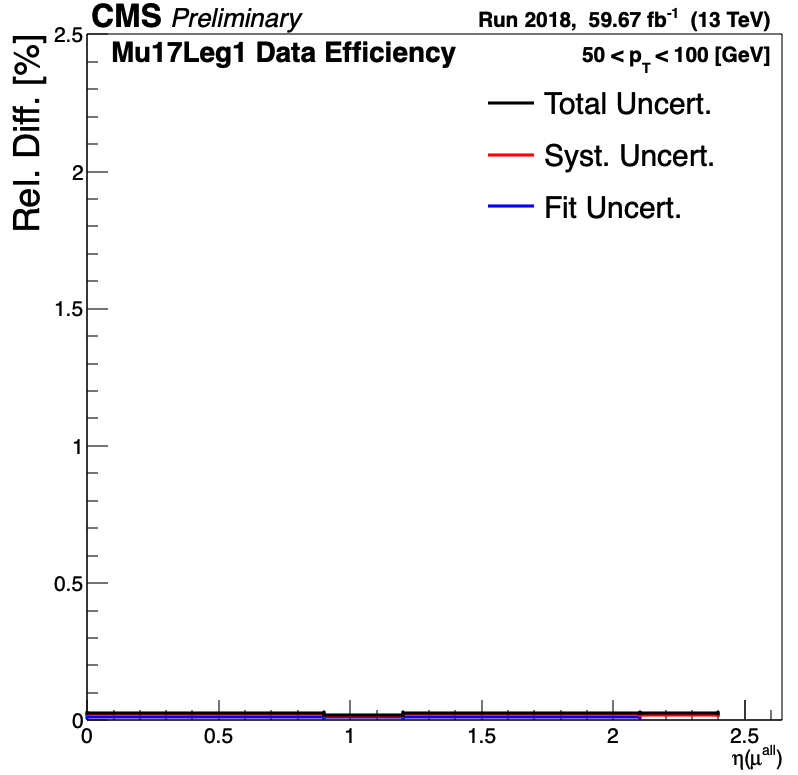 CMS Preliminary
Run 2018, 59.67 fb⁻¹ (13 TeV)
Mu17Leg1 Data Efficiency
50 < p_T < 100 [GeV]
Total Uncert.
Syst. Uncert.
Fit Uncert.
Rel. Diff. [%]
2.5
2
1.5
1
0.5
0
0 0.5 1 1.5 2 2.5
η(μ^all)